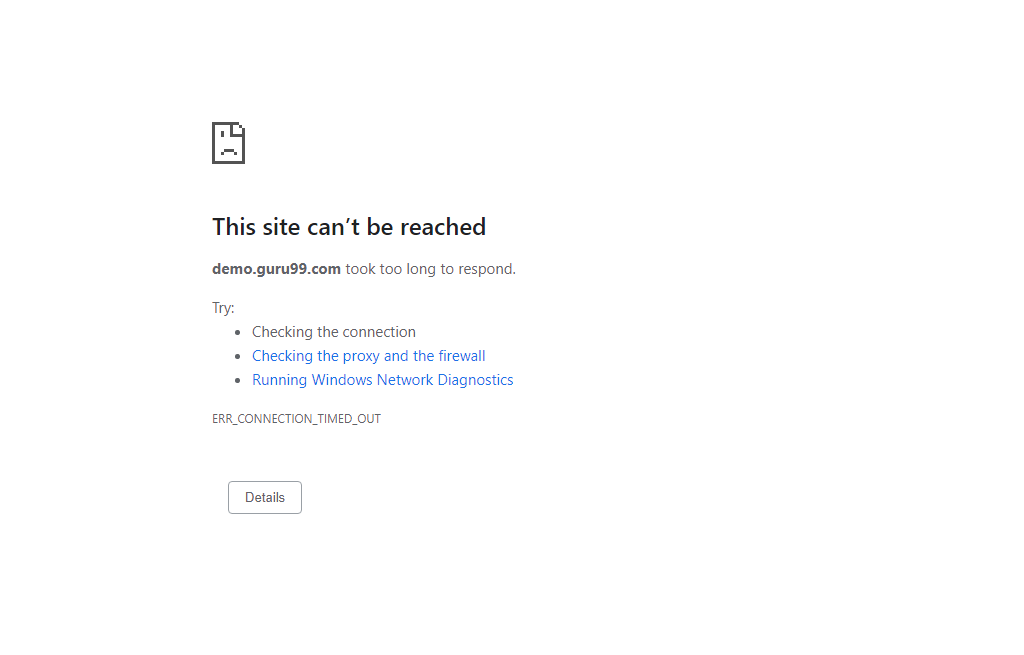 This site can’t be reached
demo.guru99.com took too long to respond.
Try:
Checking the connection
Checking the proxy and the firewall
Running Windows Network Diagnostics
ERR_CONNECTION_TIMED_OUT
Details